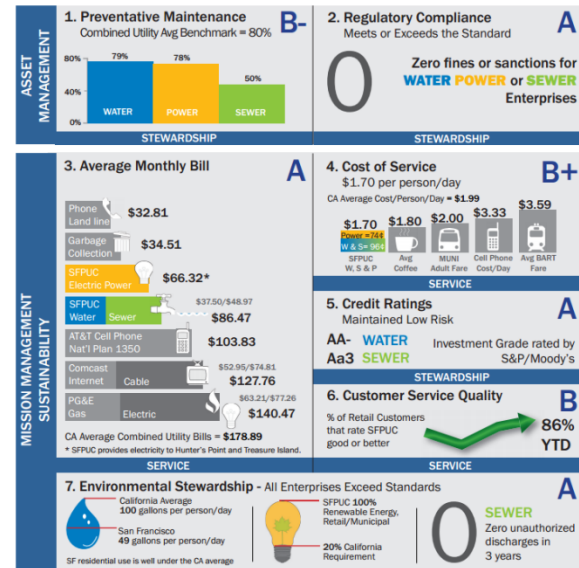 ASSET
MANAGEMENT
1. Preventative Maintenance
Combined Utility Avg Benchmark = 80%
B-
80%
40%
0%
79%
78%
50%
WATER
POWER
SEWER
STEWARDSHIP
2. Regulatory Compliance
Meets or Exceeds the Standard
A
0
Zero fines or sanctions for
WATER POWER or SEWER
Enterprises
STEWARDSHIP
MISSION MANAGEMENT
SUSTAINABILITY
3. Average Monthly Bill
A
Phone
Land line
$32.81
Garbage
Collection
$34.51
SFPUC
Electric Power
$66.32*
SFPUC
Water
Sewer
$37.50/$48.97
$86.47
AT&T Cell Phone
Nat'l Plan 1350
$103.83
Comcast
Internet
Cable
$52.95/$74.81
$127.76
PG&E
Gas
Electric
$63.21/$77.26
$140.47
CA Average Combined Utility Bills = $178.89
* SFPUC provides electricity to Hunter's Point and Treasure Island.
SERVICE
4. Cost of Service
$1.70 per person/day
B+
CA Average Cost/Person/Day = $1.99
$1.70
Power =74¢
W & S= 96¢
SFPUC
W, S & P
$1.80
Avg
Coffee
$2.00
MUNI
Adult Fare
$3.33
Cell Phone
Cost/Day
$3.59
Avg BART
Fare
SERVICE
5. Credit Ratings
Maintained Low Risk
A
AA- WATER
Aa3 SEWER
Investment Grade rated by
S&P/Moody's
STEWARDSHIP
6. Customer Service Quality
B
% of Retail Customers
that rate SFPUC
good or better
86%
YTD
SERVICE
7. Environmental Stewardship - All Enterprises Exceed Standards
A
California Average
100 gallons per person/day
San Francisco
49 gallons per person/day
SF residential use is well under the CA average
SFPUC 100%
Renewable Energy,
Retail/Municipal
20% California
Requirement
0
SEWER
Zero unauthorized
discharges in
3 years